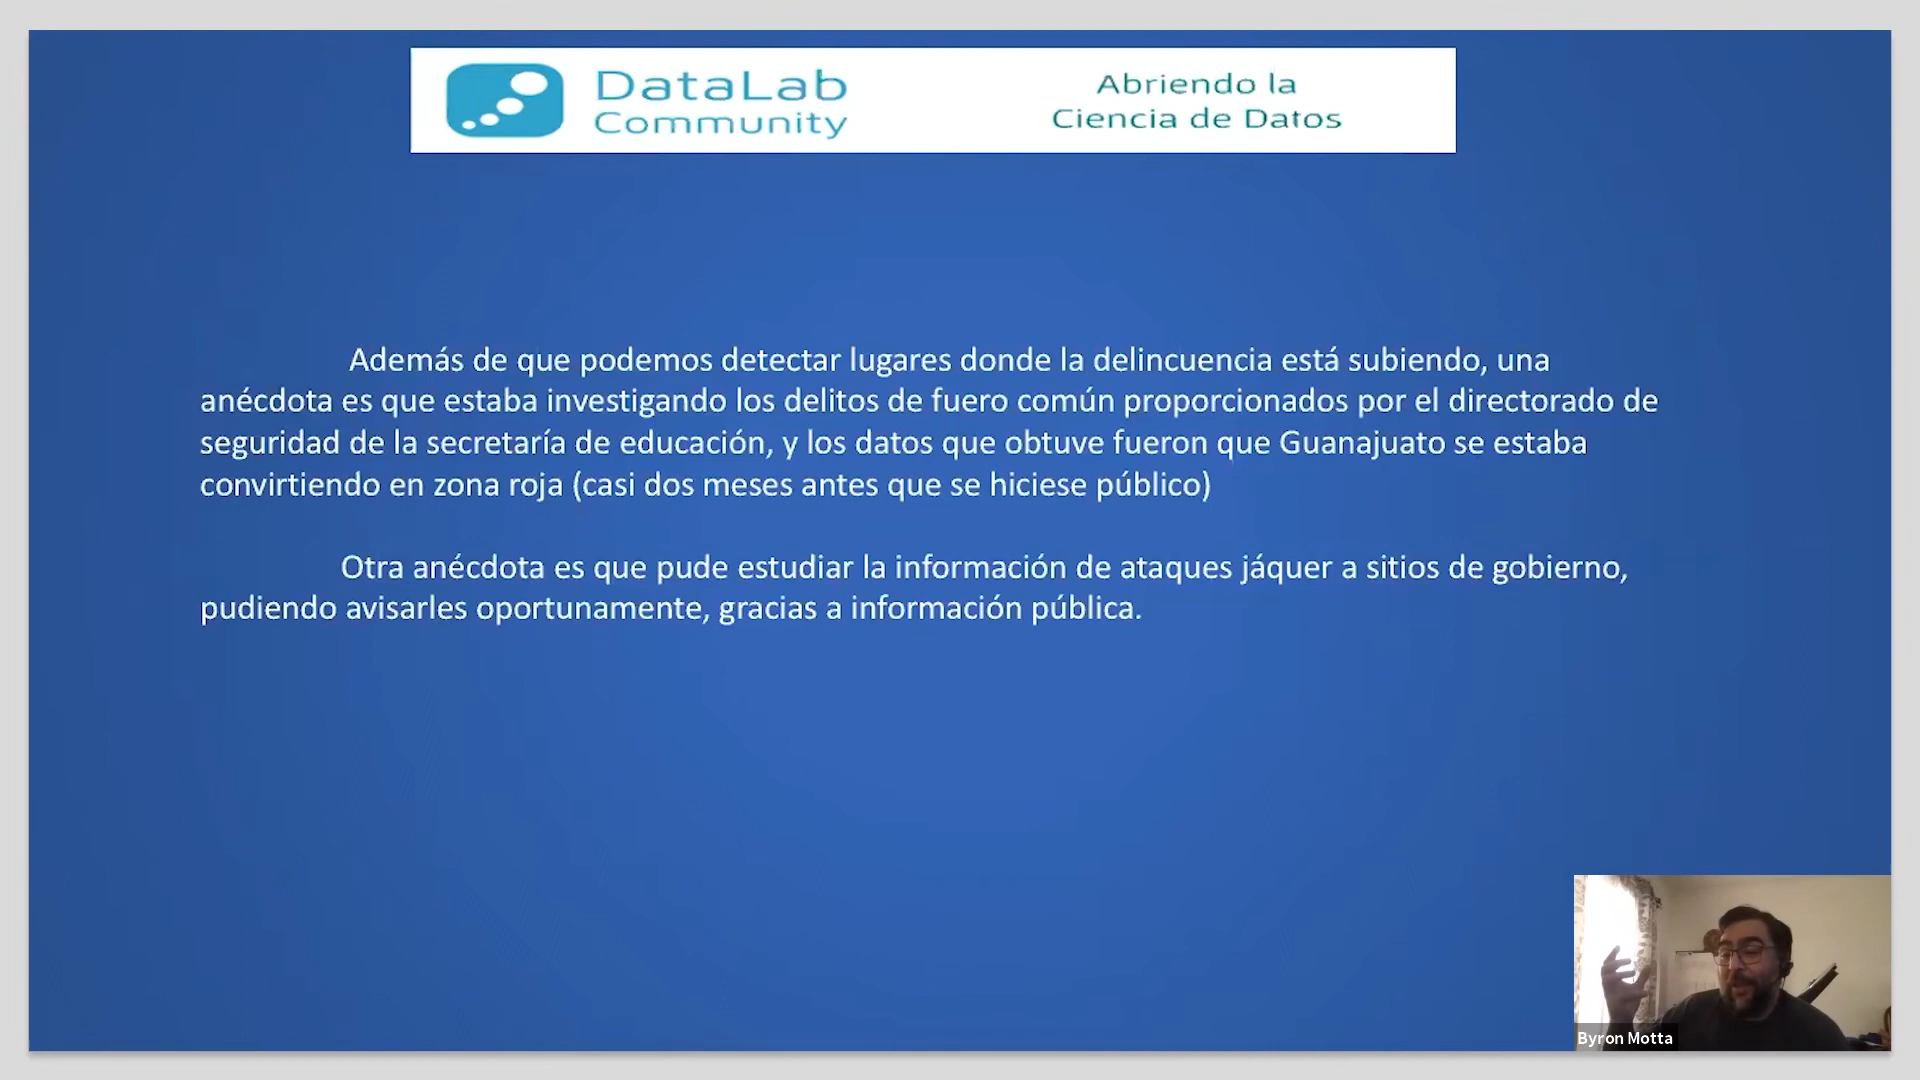 DataLab
Community
Abriendo la
Ciencia de Datos
Además de que podemos detectar lugares donde la delincuencia está subiendo, una
anécdota es que estaba investigando los delitos de fuero común proporcionados por el directorado de
seguridad de la secretaría de educación, y los datos que obtuve fueron que Guanajuato se estaba
convirtiendo en zona roja (casi dos meses antes que se hiciese público)
Otra anécdota es que pude estudiar la información de ataques jáquer a sitios de gobierno,
pudiendo avisarles oportunamente, gracias a información pública.
Byron Motta